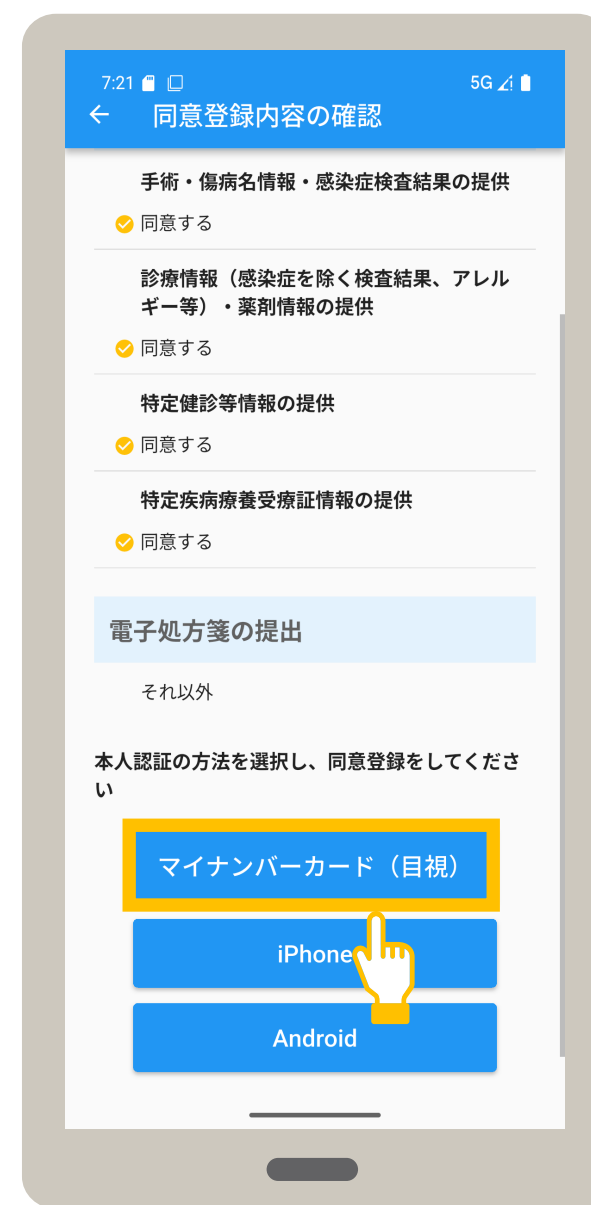 7:21
5G
同意登録内容の確認
手術・傷病名情報・感染症検査結果の提供
同意する
診療情報（感染症を除く検査結果、アレル
ギー等）・薬剤情報の提供
同意する
特定健診等情報の提供
同意する
特定疾病療養受療証情報の提供
同意する
電子処方箋の提出
それ以外
本人認証の方法を選択し、同意登録をしてくださ
い
マイナンバーカード（目視）
iPhone
Android